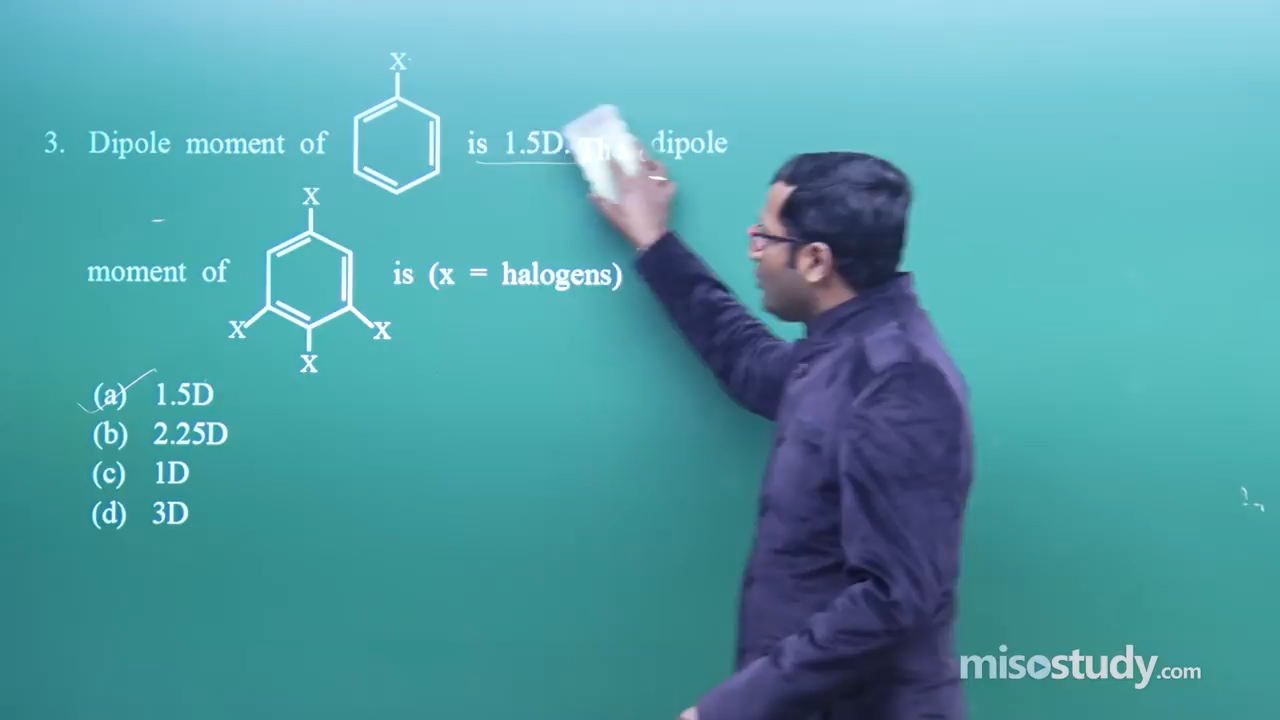 X
3. Dipole moment of is 1.5D. The dipole
X
moment of is (x = halogens)
X X
X
(a) 1.5D
(b) 2.25D
(c) 1D
(d) 3D
misostudy.com